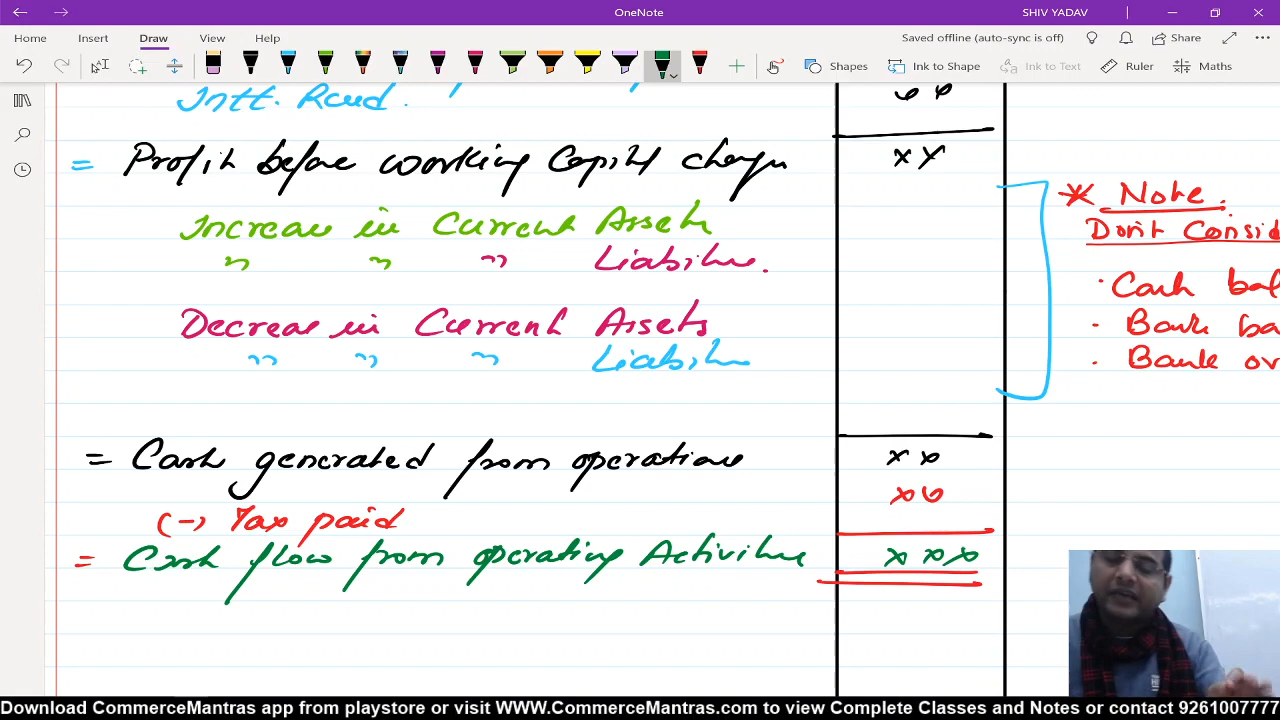 OneNote
SHIV YADAV
Home Insert Draw View Help
Saved offline (auto-sync is off)
Share
Shapes
Ink to Shape
Ink to Text
Ruler
Maths
Intt. Recd.
= Profit before working Capital changes xx
Increase in Current Assets
" " " Liabilities.
Decrease in Current Assets
" " " Liabilities
* Note.
Don't Consid
· Cash bal
· Bank ba
· Bank ov
= Cash generated from operations xx
xx
(-) Tax paid
= Cash flow from operating Activities xxx
Download CommerceMantras app from playstore or visit WWW.CommerceMantras.com to view Complete Classes and Notes or contact 9261007777